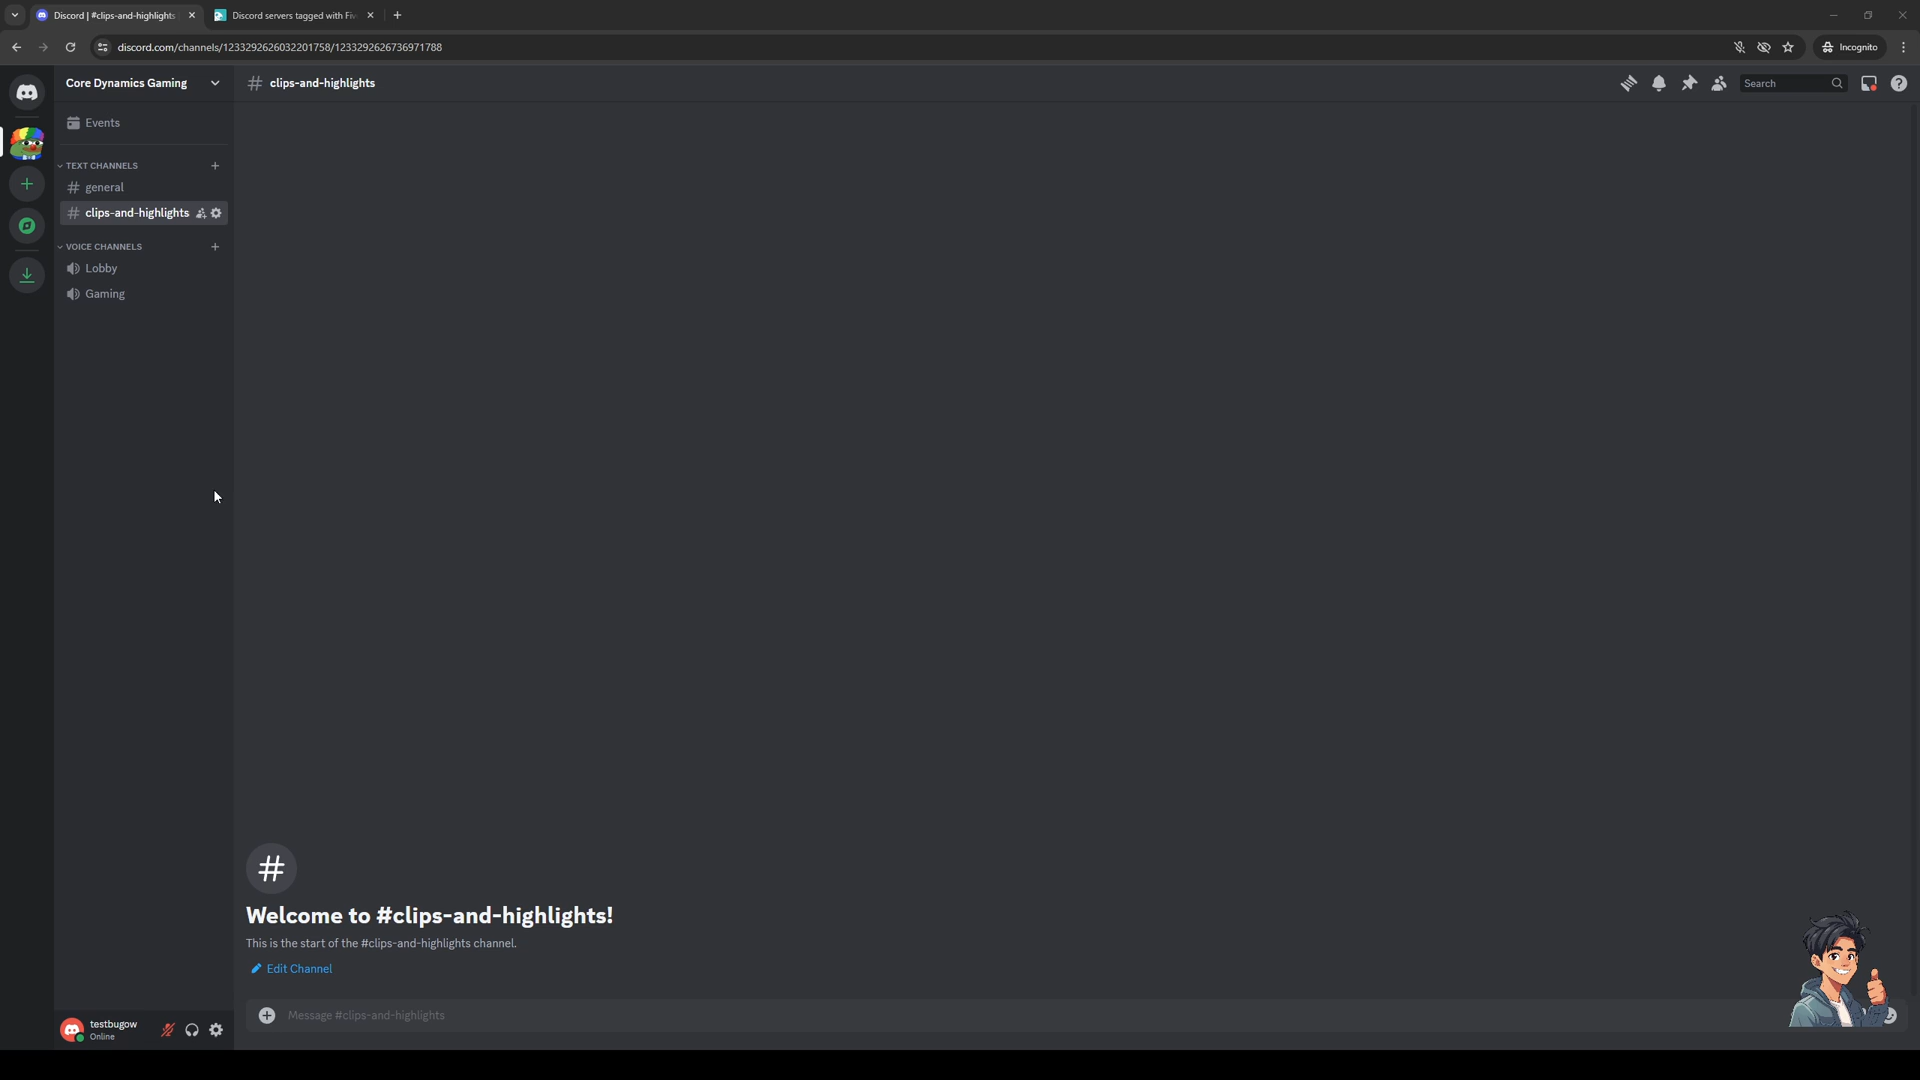 Discord | #clips-and-highlights
Discord servers tagged with Fiv
discord.com/channels/1233292626032201758/1233292626736971788
Incognito
Core Dynamics Gaming
# clips-and-highlights
Search
Events
TEXT CHANNELS
# general
# clips-and-highlights
VOICE CHANNELS
Lobby
Gaming
#
Welcome to #clips-and-highlights!
This is the start of the #clips-and-highlights channel.
Edit Channel
Message #clips-and-highlights
testbugow
Online